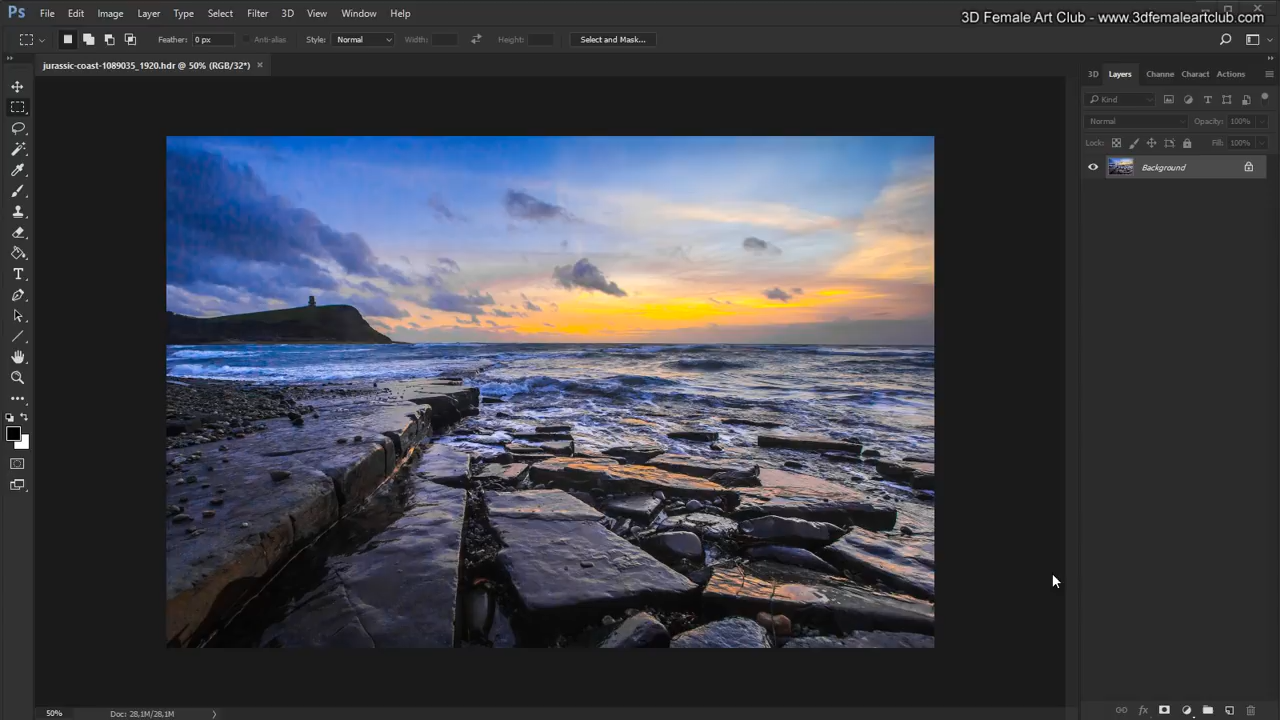 Ps File Edit Image Layer Type Select Filter 3D View Window Help
3D Female Art Club - www.3dfemaleartclub.com
Feather: 0 px Anti-alias Style: Normal Width: Height: Select and Mask...
jurassic-coast-1089035_1920.hdr @ 50% (RGB/32*) ×
3D Layers Channe Charact Actions
Kind
Normal Opacity: 100%
Lock: Fill: 100%
Background
50% Doc: 28,1M/28,1M